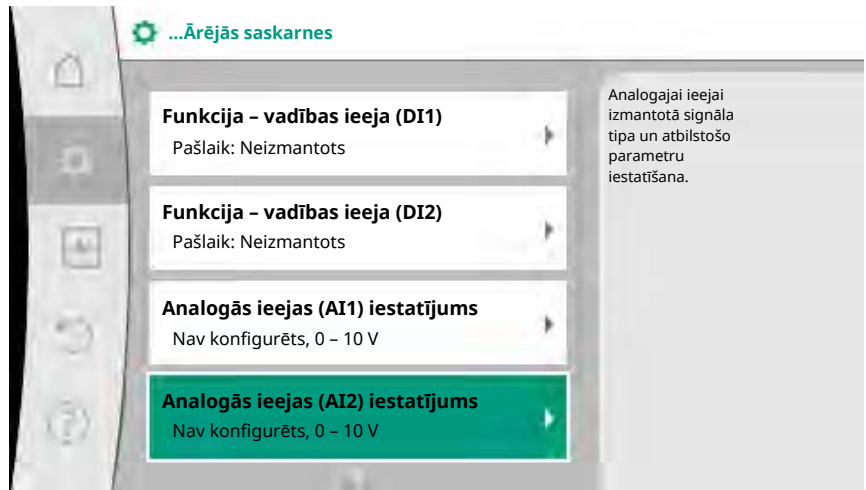 ...Ārējās saskarnes
Funkcija – vadības ieeja (DI1)
Pašlaik: Neizmantots
Funkcija – vadības ieeja (DI2)
Pašlaik: Neizmantots
Analogās ieejas (AI1) iestatījums
Nav konfigurēts, 0 – 10 V
Analogās ieejas (AI2) iestatījums
Nav konfigurēts, 0 – 10 V
Analogajai ieejai
izmantotā signāla
tipa un atbilstošo
parametru
iestatīšana.